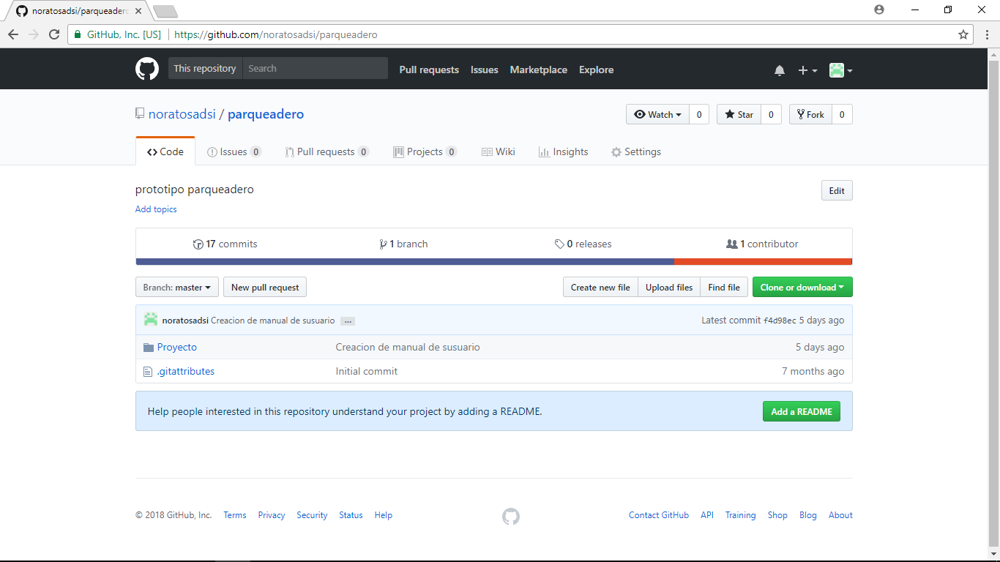 noratosadsi/parqueadero
GitHub, Inc. [US] https://github.com/noratosadsi/parqueadero
This repository Search Pull requests Issues Marketplace Explore
noratosadsi / parqueadero Watch 0 Star 0 Fork 0
Code Issues 0 Pull requests 0 Projects 0 Wiki Insights Settings
prototipo parqueadero Edit
Add topics
17 commits 1 branch 0 releases 1 contributor
Branch: master New pull request Create new file Upload files Find file Clone or download
noratosadsi Creacion de manual de susuario ... Latest commit f4d98ec 5 days ago
Proyecto Creacion de manual de susuario 5 days ago
.gitattributes Initial commit 7 months ago
Help people interested in this repository understand your project by adding a README. Add a README
© 2018 GitHub, Inc. Terms Privacy Security Status Help Contact GitHub API Training Shop Blog About